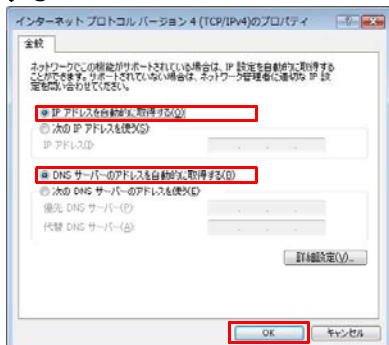 インターネット プロトコル バージョン 4 (TCP/IPv4)のプロパティ
全般
ネットワークでこの機能がサポートされている場合は、IP 設定を自動的に取得する
ことができます。サポートされていない場合は、ネットワーク管理者に適切な IP 設
定を問い合わせてください。
IP アドレスを自動的に取得する(O)
次の IP アドレスを使う(S):
IP アドレス(I):
DNS サーバーのアドレスを自動的に取得する(B)
次の DNS サーバーのアドレスを使う(E):
優先 DNS サーバー(P):
代替 DNS サーバー(A):
詳細設定(V)...
OK
キャンセル